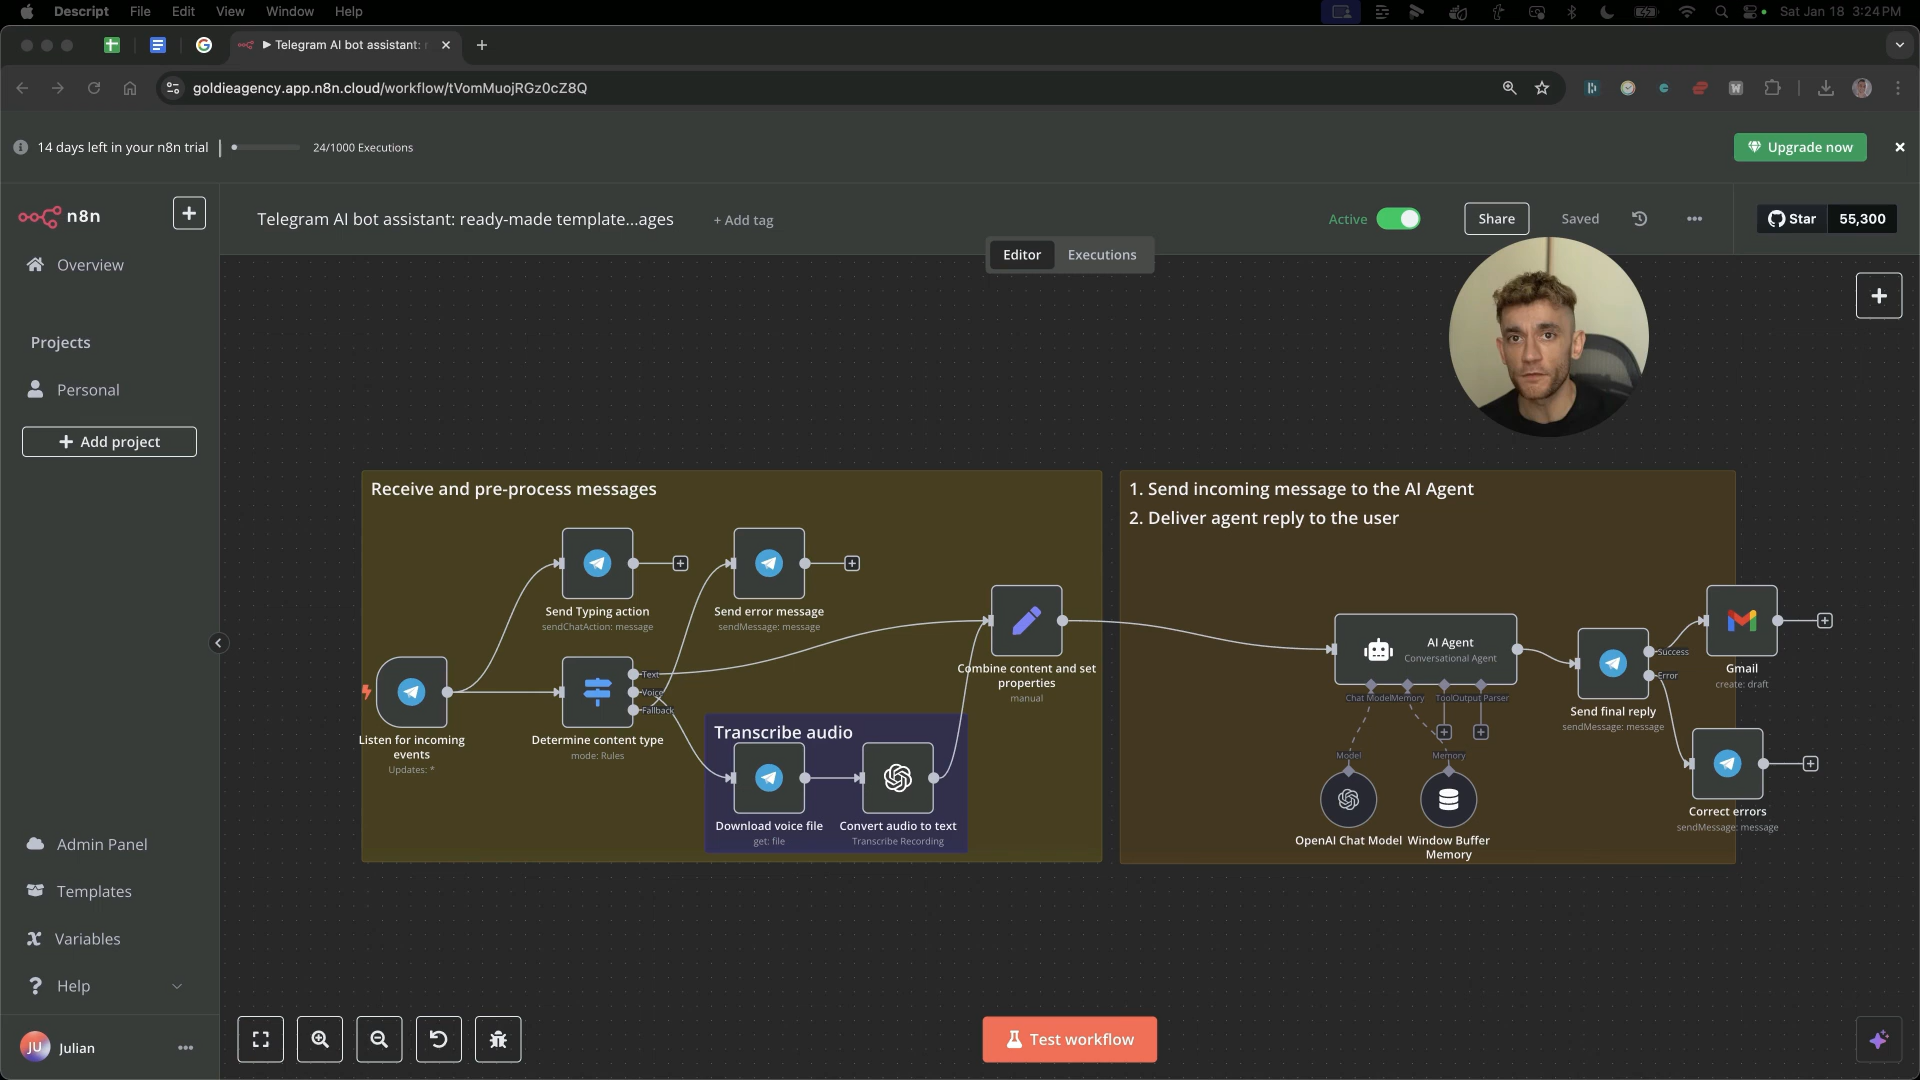 Descript File Edit View Window Help Sat Jan 18 3:24 PM
Telegram AI bot assistant:
goldieagency.app.n8n.cloud/workflow/tVomMuojRGz0cZ8Q
14 days left in your n8n trial 24/1000 Executions Upgrade now
n8n
Telegram AI bot assistant: ready-made template...ages + Add tag Active Share Saved Star 55,300
Editor Executions
Overview
Projects
Personal
Add project
Receive and pre-process messages
1. Send incoming message to the AI Agent
2. Deliver agent reply to the user
Send Typing action
sendChatAction: message
Send error message
sendMessage: message
Combine content and set
properties
manual
Listen for incoming
events
Updates: *
Determine content type
mode: Rules
Text
Voice
Fallback
Transcribe audio
Download voice file
get: file
Convert audio to text
Transcribe Recording
AI Agent
Conversational Agent
Chat Model Memory Tool Output Parser
Model
Memory
OpenAI Chat Model
Window Buffer
Memory
Success
Error
Send final reply
sendMessage: message
Gmail
create: draft
Correct errors
sendMessage: message
Admin Panel
Templates
Variables
Help
JU Julian
Test workflow